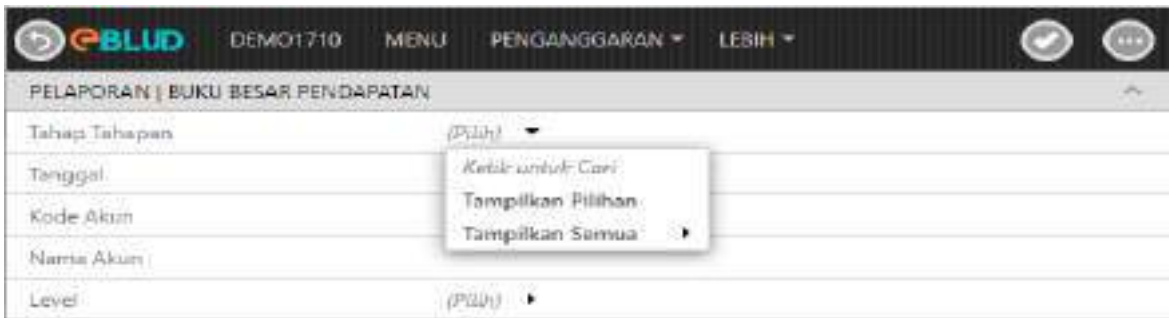 eBLUD DEMO1710 MENU PENGANGGARAN LEBIH
PELAPORAN | BUKU BESAR PENDAPATAN
Tahap Tahapan (Pilih)
Ketik untuk Cari
Tanggal
Tampilkan Pilihan
Kode Akun
Tampilkan Semua
Nama Akun
Level (Pilih)